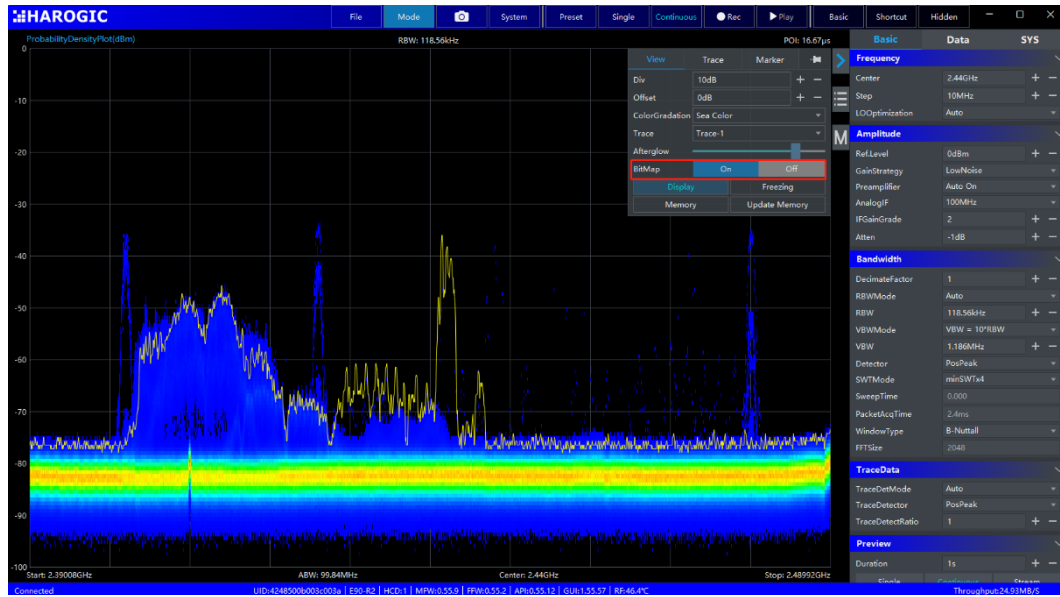 HAROGIC File Mode System Preset Single Continuous Rec Play Basic Shortcut Hidden
ProbabilityDensityPlot(dBm) RBW: 118.56kHz POI: 16.67μs
Basic Data SYS
View Trace Marker
Div 10dB
Offset 0dB
ColorGradation Sea Color
Trace Trace-1
Afterglow
BitMap On Off
Display Freezing
Memory Update Memory
M
0
-10
-20
-30
-40
-50
-60
-70
-80
-90
-100
Start: 2.39008GHz ABW: 99.84MHz Center: 2.44GHz Stop: 2.48992GHz
Frequency
Center 2.44GHz
Step 10MHz
LOOptimization Auto
Amplitude
Ref.Level 0dBm
GainStrategy LowNoise
Preamplifier Auto On
AnalogIF 100MHz
IFGainGrade 2
Atten -1dB
Bandwidth
DecimateFactor 1
RBWMode Auto
RBW 118.56kHz
VBWMode VBW = 10*RBW
VBW 1.186MHz
Detector PosPeak
SWTMode minSWTx4
SweepTime 0.000
PacketAcqTime 2.4ms
WindowType B-Nuttall
FFTSize 2048
TraceData
TraceDetMode Auto
TraceDetector PosPeak
TraceDetectRatio 1
Preview
Duration 1s
Single Continuous Stream
Connected UID:4248500b003c003a | E90-R2 | HCD:1 | MFW:0.55.9 | FFW:0.55.2 | API:0.55.12 | GUI:1.55.57 | RF:46.4℃ Throughput:24.93MB/S